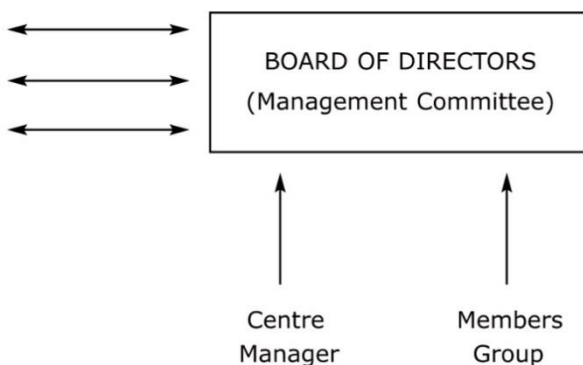 BOARD OF DIRECTORS
(Management Committee)
Centre
Manager
Members
Group